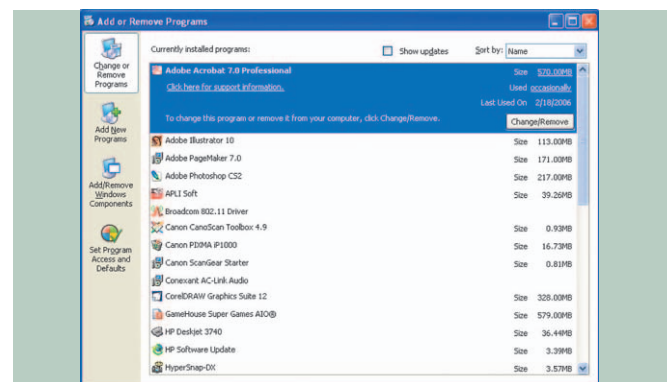 Add or Remove Programs
Change or
Remove
Programs
Add New
Programs
Add/Remove
Windows
Components
Set Program
Access and
Defaults
Currently installed programs:
Show updates
Sort by: Name
Adobe Acrobat 7.0 Professional Size 570.00MB
Click here for support information. Used occasionally
Last Used On 2/18/2006
To change this program or remove it from your computer, click Change/Remove. Change/Remove
Adobe Illustrator 10 Size 113.00MB
Adobe PageMaker 7.0 Size 171.00MB
Adobe Photoshop CS2 Size 217.00MB
APLI Soft Size 39.26MB
Broadcom 802.11 Driver
Canon CanoScan Toolbox 4.9 Size 0.93MB
Canon PIXMA iP1000 Size 16.73MB
Canon ScanGear Starter Size 0.81MB
Conexant AC-Link Audio
CorelDRAW Graphics Suite 12 Size 328.00MB
GameHouse Super Games AIO® Size 579.00MB
HP Deskjet 3740 Size 36.44MB
HP Software Update Size 3.39MB
HyperSnap-DX Size 3.57MB